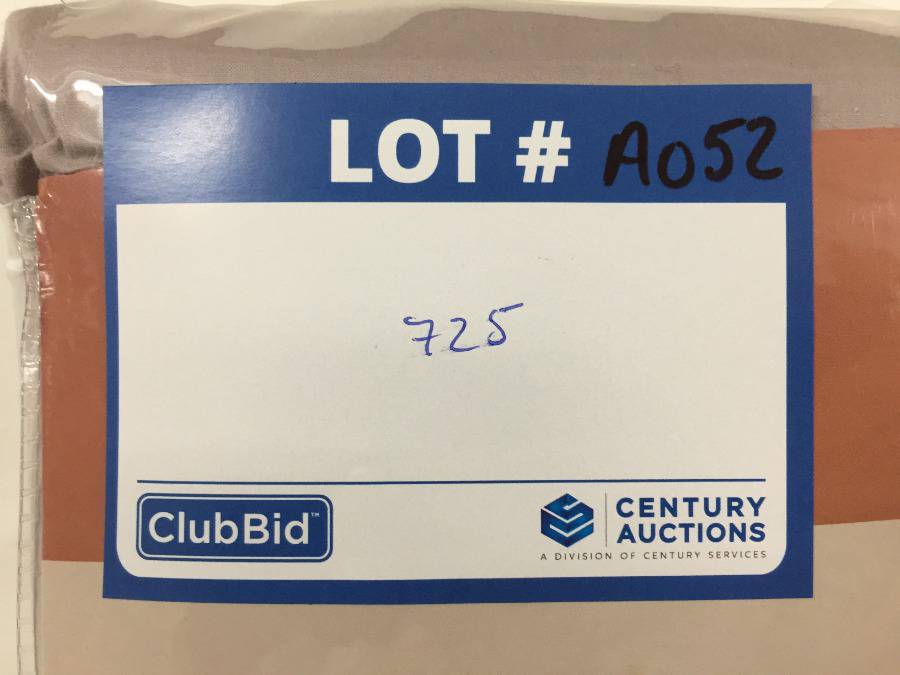 LOT # A052
725
ClubBid™
CENTURY
AUCTIONS
A DIVISION OF CENTURY SERVICES